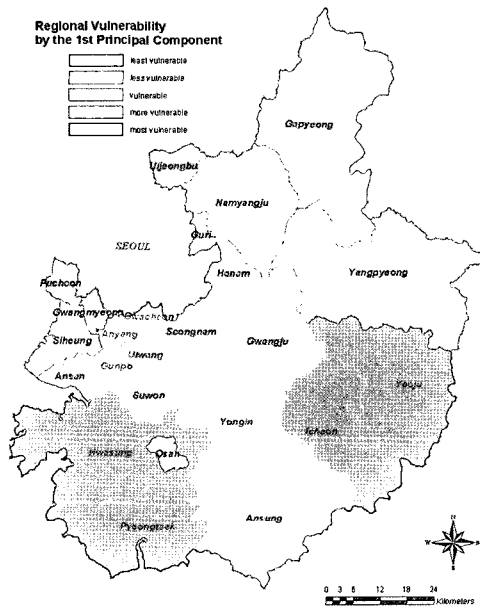 Regional Vulnerability
by the 1st Principal Component
least vulnerable
less vulnerable
vulnerable
more vulnerable
most vulnerable
Gapyeong
Uijeongbu
Namyangju
Guri
SEOUL
Hanam
Yangpyeong
Puchoon
Gwangmyeong
Gwacheon
Siheung
Anyang
Seongnam
Gwangju
Uiwang
Ansan
Gunpo
Yeoju
Suwon
Yongin
Icheon
Hwasung
Osan
Pyeongtaek
Ansung
N
W
E
S
0 3 6 12 18 24
Kilometers